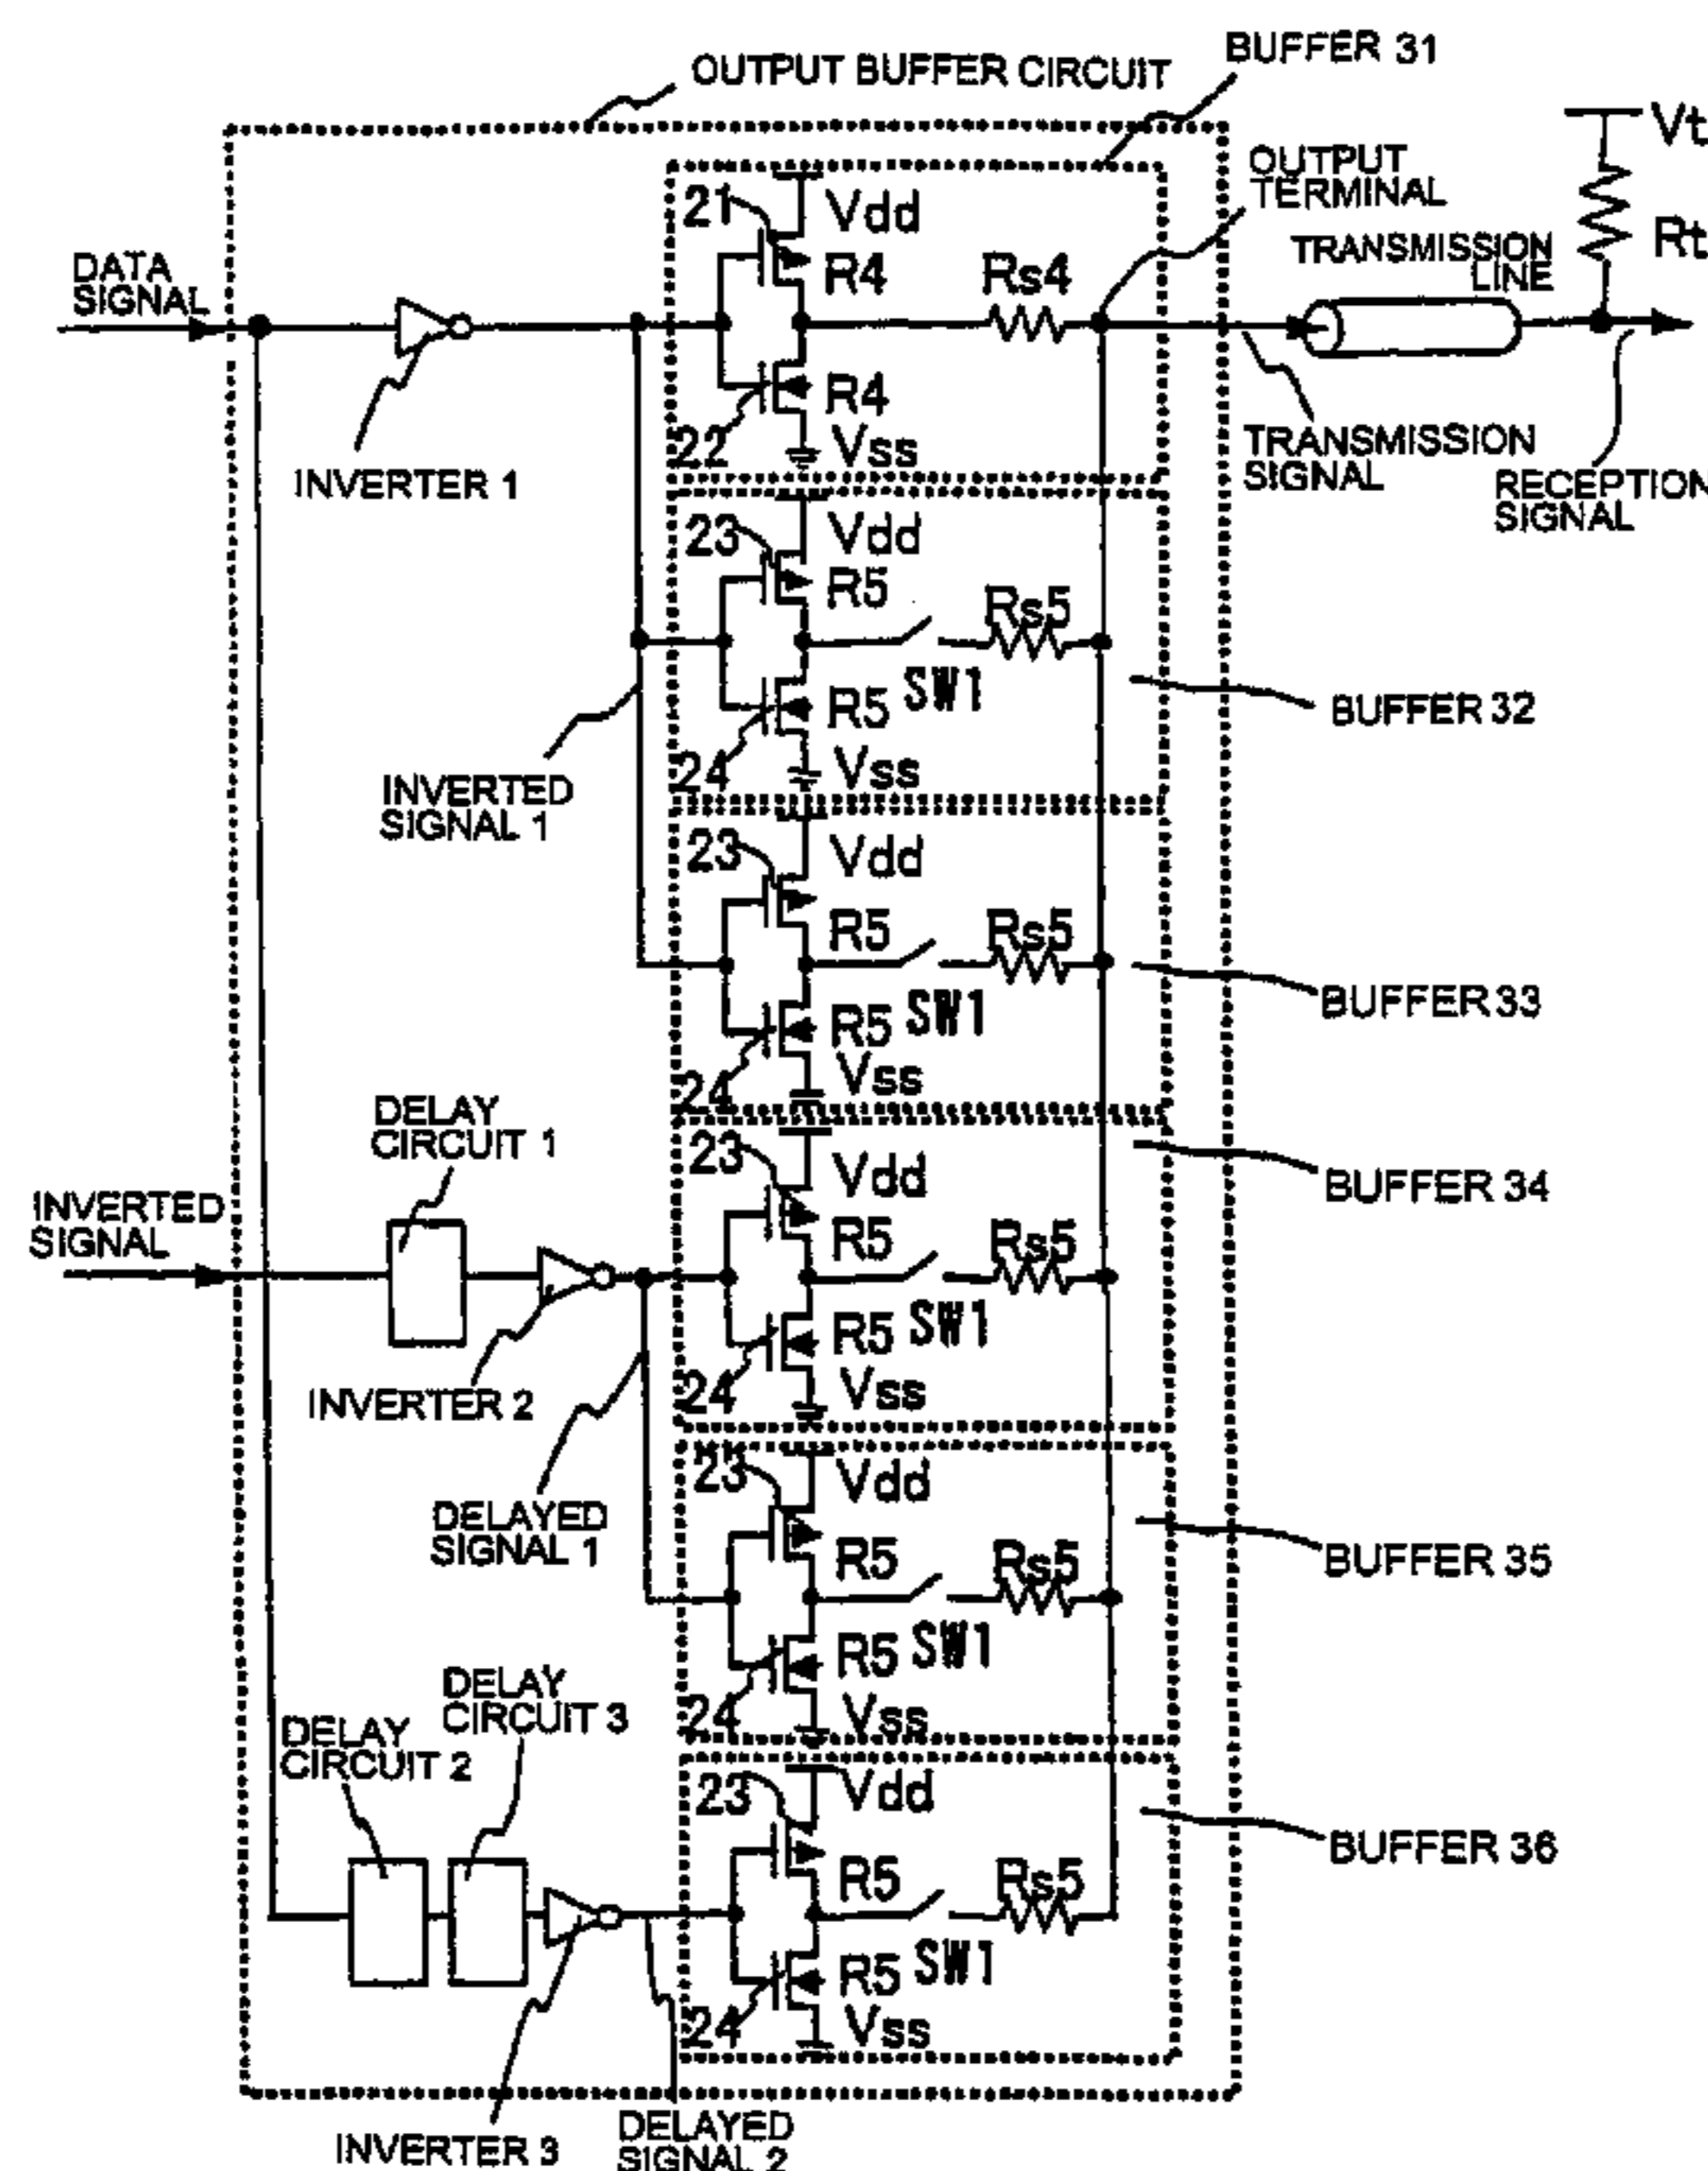 OUTPUT BUFFER CIRCUIT
BUFFER 31
Vt
OUTPUT
TERMINAL
Rt
TRANSMISSION
LINE
DATA
SIGNAL
21
Vdd
R4
Rs4
R4
22
Vss
INVERTER 1
TRANSMISSION
SIGNAL
RECEPTION
SIGNAL
23
Vdd
R5
Rs5
SW1
R5
24
Vss
BUFFER 32
INVERTED
SIGNAL 1
23
Vdd
R5
Rs5
R5
SW1
24
Vss
BUFFER 33
DELAY
CIRCUIT 1
INVERTED
SIGNAL
23
Vdd
R5
Rs5
R5
SW1
24
Vss
BUFFER 34
INVERTER 2
DELAYED
SIGNAL 1
23
Vdd
R5
Rs5
R5
SW1
24
Vss
BUFFER 35
DELAY
CIRCUIT 3
DELAY
CIRCUIT 2
23
Vdd
R5
Rs5
R5
SW1
24
Vss
BUFFER 36
INVERTER 3
DELAYED
SIGNAL 2